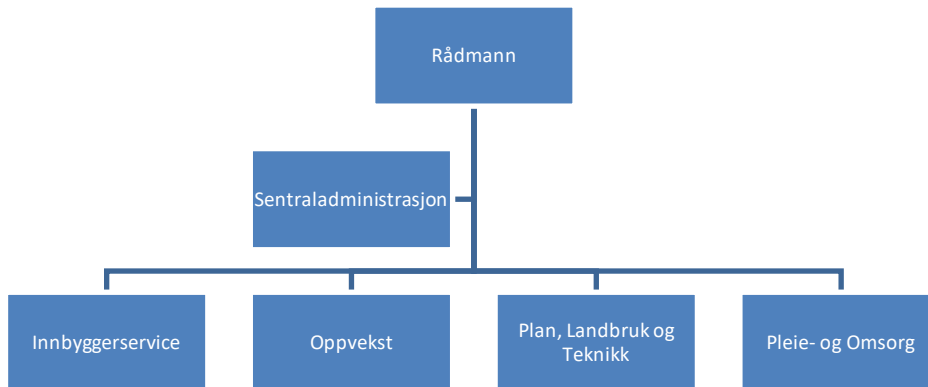 Rådmann
Sentraladministrasjon
Innbyggerservice
Oppvekst
Plan, Landbruk og
Teknikk
Pleie- og Omsorg